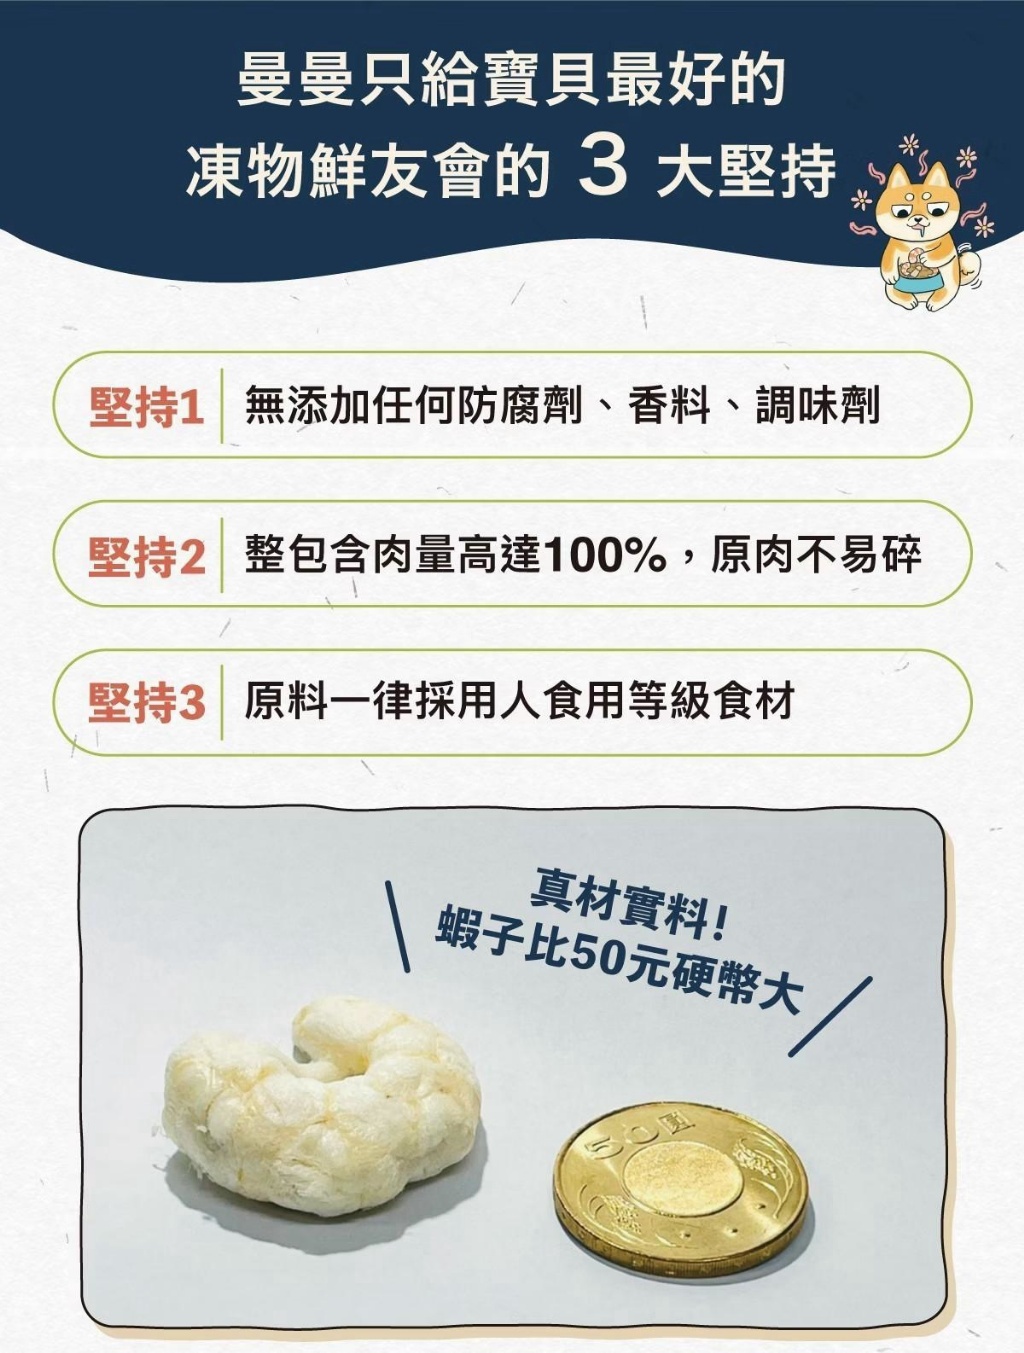 曼曼只給寶貝最好的
凍物鮮友會的 3 大堅持
堅持1 無添加任何防腐劑、香料、調味劑
堅持2 整包含肉量高達100%，原肉不易碎
堅持3 原料一律採用人食用等級食材
真材實料!
蝦子比50元硬幣大
50圓